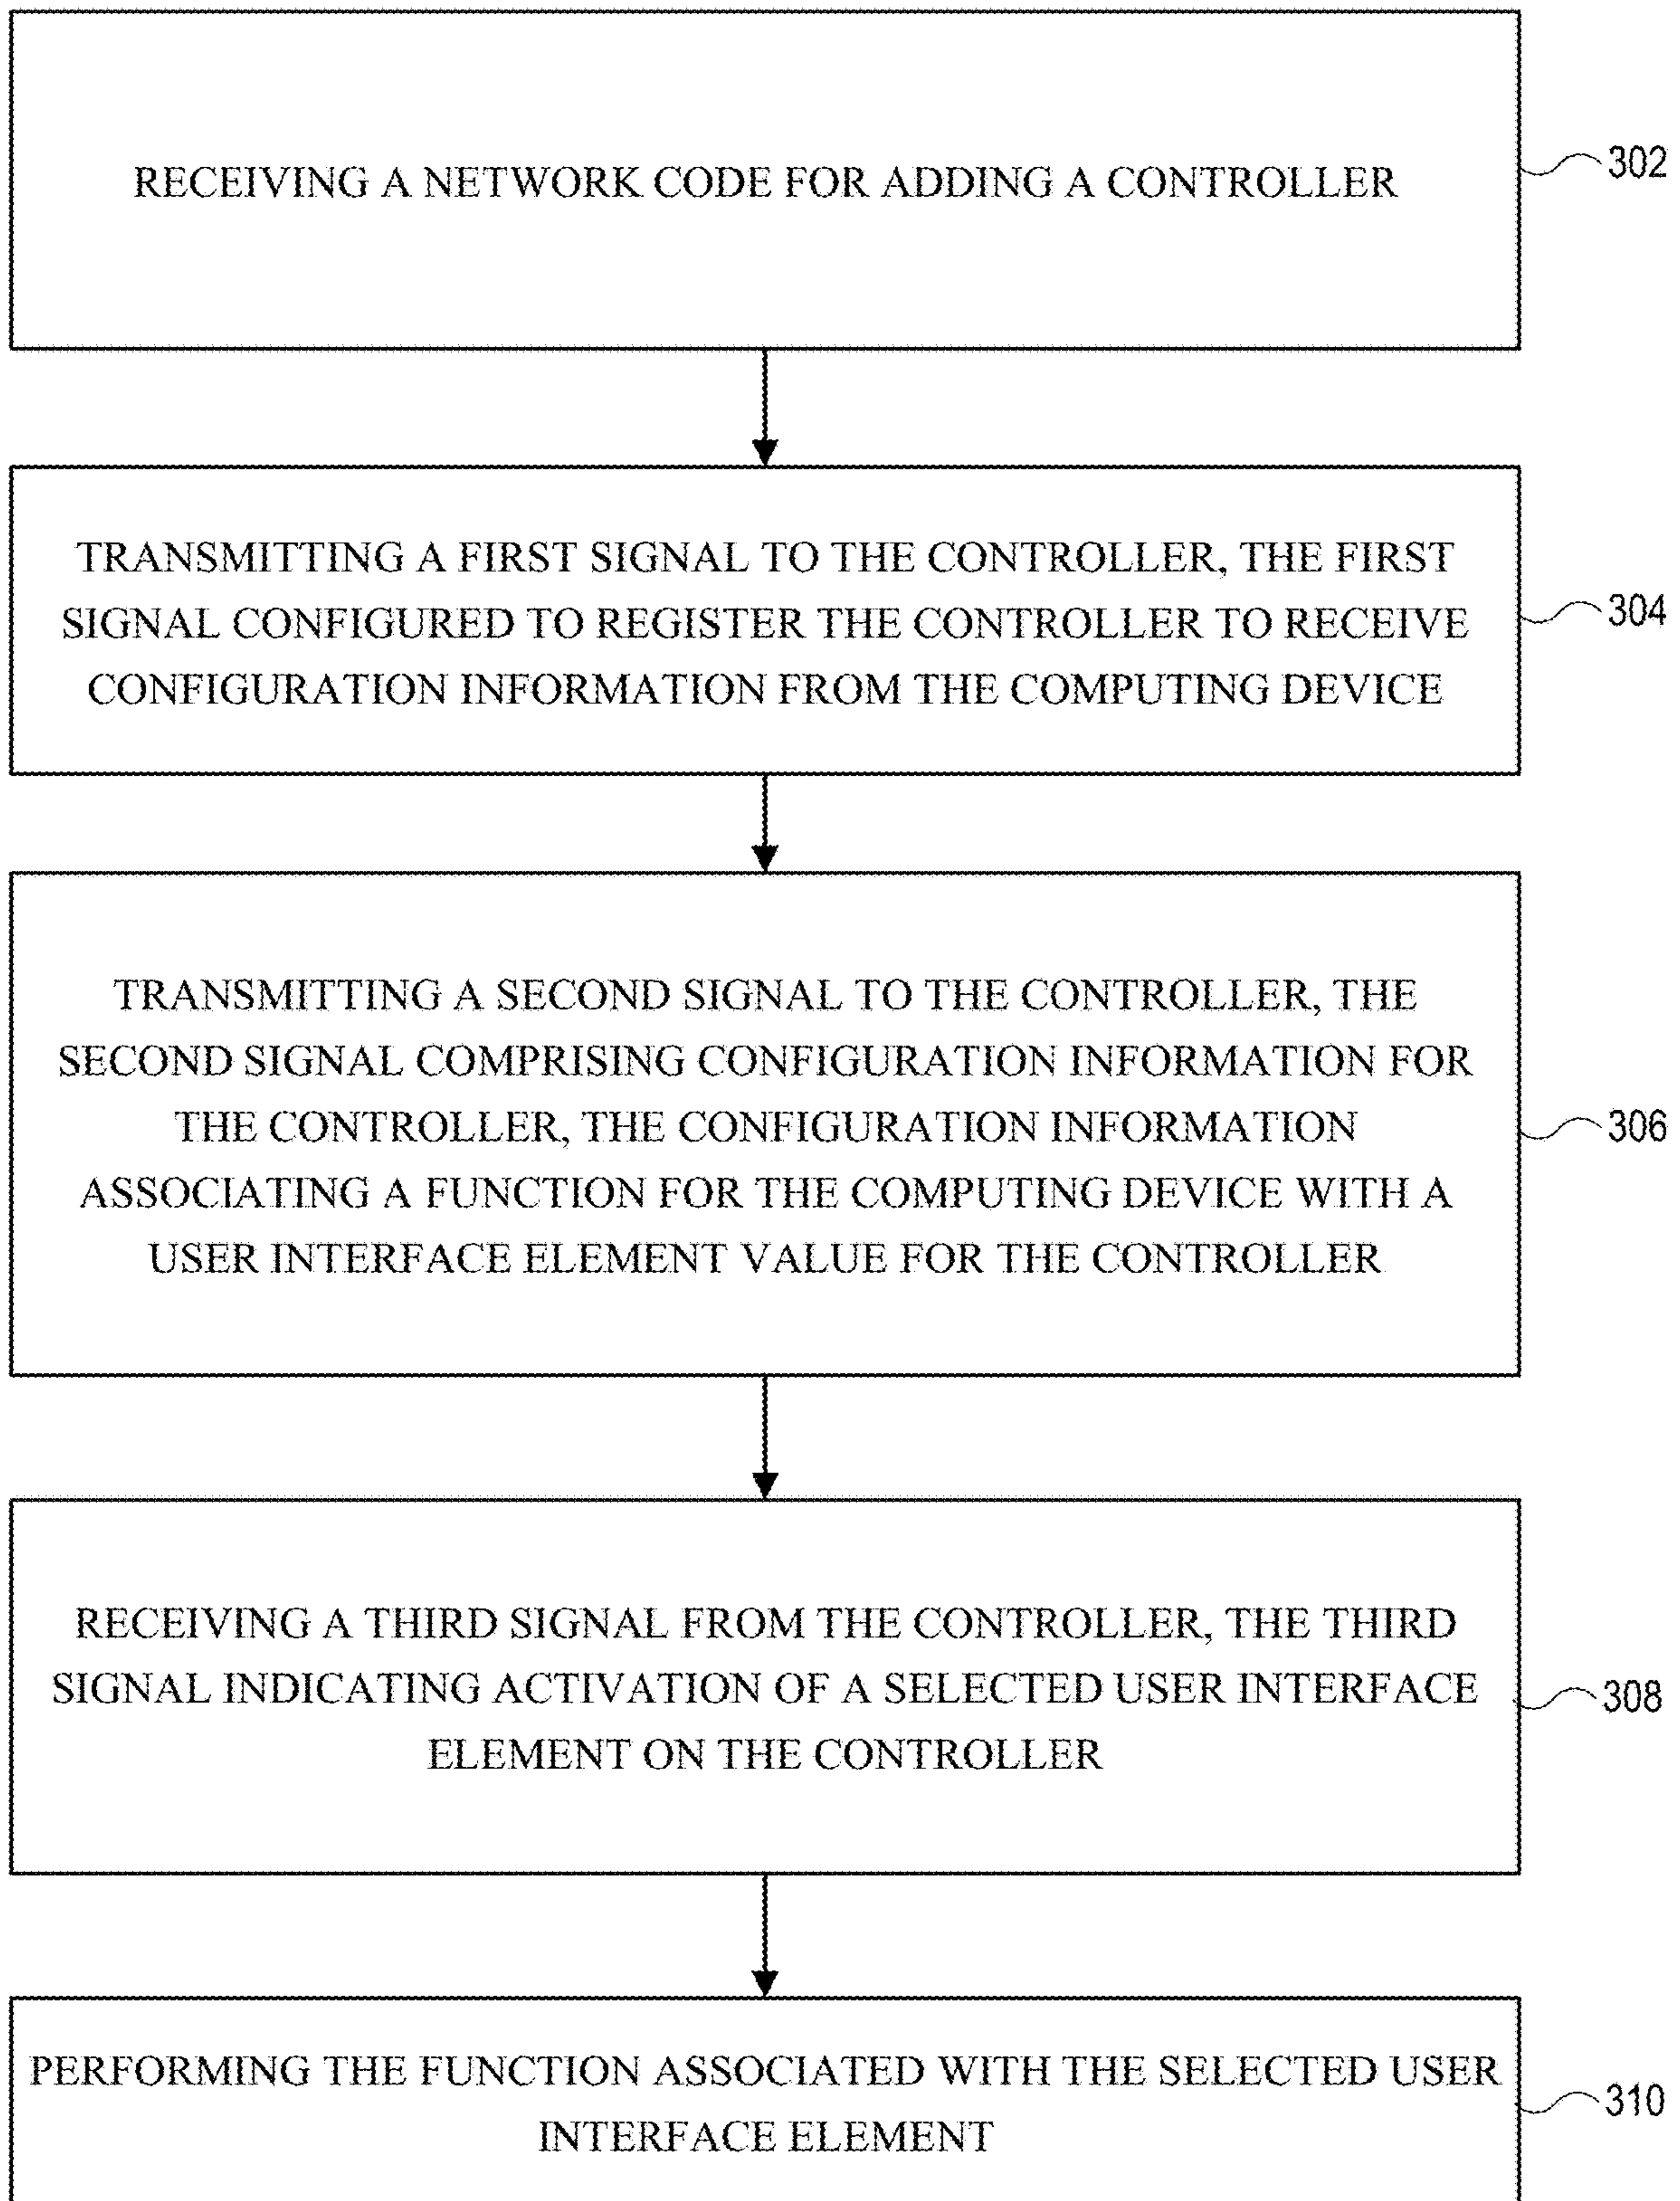 RECEIVING A NETWORK CODE FOR ADDING A CONTROLLER
302
TRANSMITTING A FIRST SIGNAL TO THE CONTROLLER, THE FIRST
SIGNAL CONFIGURED TO REGISTER THE CONTROLLER TO RECEIVE
CONFIGURATION INFORMATION FROM THE COMPUTING DEVICE
304
TRANSMITTING A SECOND SIGNAL TO THE CONTROLLER, THE
SECOND SIGNAL COMPRISING CONFIGURATION INFORMATION FOR
THE CONTROLLER, THE CONFIGURATION INFORMATION
ASSOCIATING A FUNCTION FOR THE COMPUTING DEVICE WITH A
USER INTERFACE ELEMENT VALUE FOR THE CONTROLLER
306
RECEIVING A THIRD SIGNAL FROM THE CONTROLLER, THE THIRD
SIGNAL INDICATING ACTIVATION OF A SELECTED USER INTERFACE
ELEMENT ON THE CONTROLLER
308
PERFORMING THE FUNCTION ASSOCIATED WITH THE SELECTED USER
INTERFACE ELEMENT
310